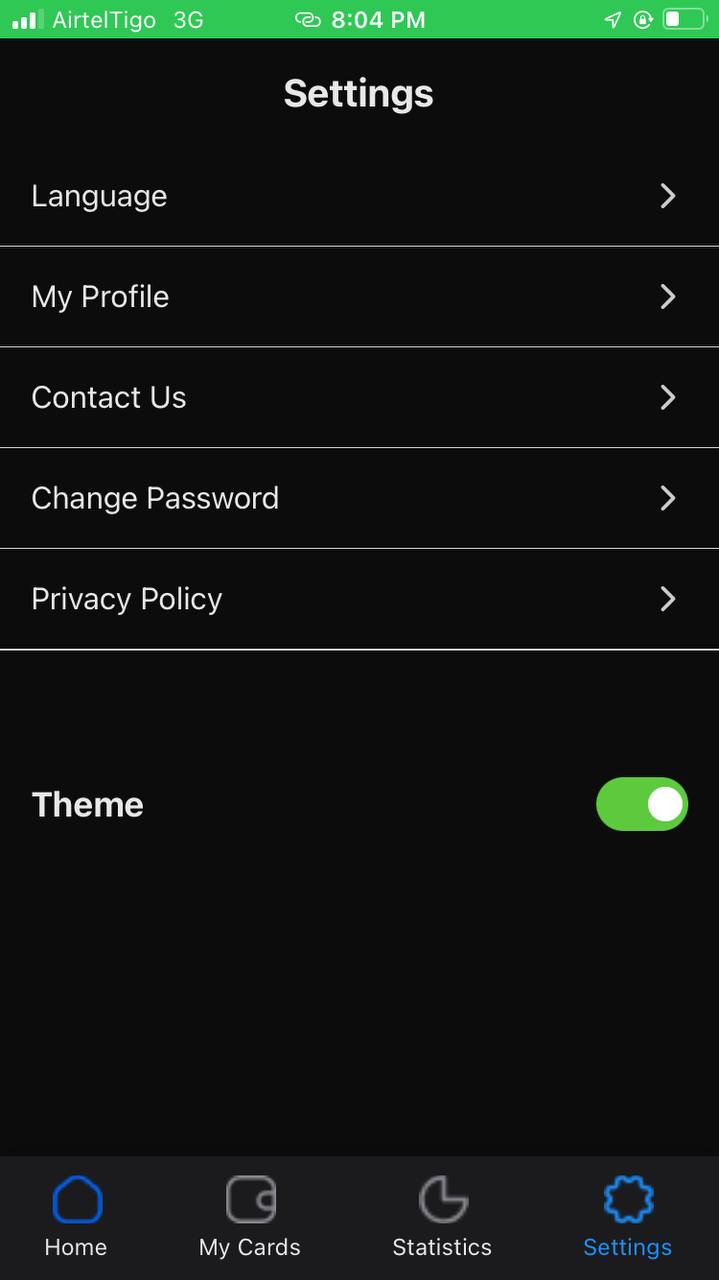 AirtelTigo 3G 8:04 PM
Settings
Language
My Profile
Contact Us
Change Password
Privacy Policy
Theme
Home My Cards Statistics Settings